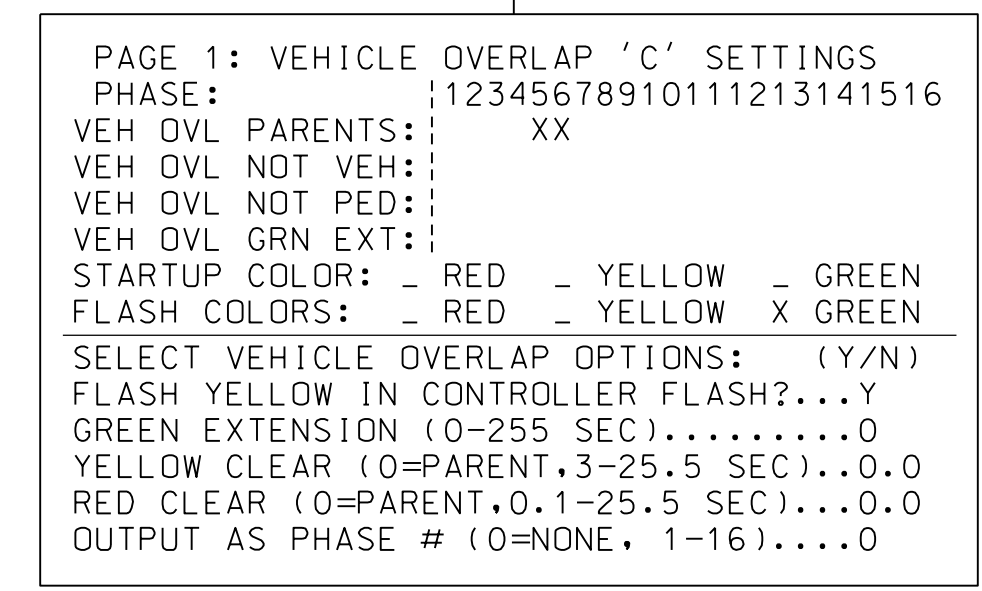 PAGE 1: VEHICLE OVERLAP 'C' SETTINGS
PHASE: 12345678910111213141516
VEH OVL PARENTS: XX
VEH OVL NOT VEH:
VEH OVL NOT PED:
VEH OVL GRN EXT:
STARTUP COLOR: _ RED _ YELLOW _ GREEN
FLASH COLORS: _ RED _ YELLOW X GREEN
SELECT VEHICLE OVERLAP OPTIONS: (Y/N)
FLASH YELLOW IN CONTROLLER FLASH?...Y
GREEN EXTENSION (0-255 SEC).........0
YELLOW CLEAR (0=PARENT,3-25.5 SEC)..0.0
RED CLEAR (0=PARENT,0.1-25.5 SEC)...0.0
OUTPUT AS PHASE # (0=NONE, 1-16)....0